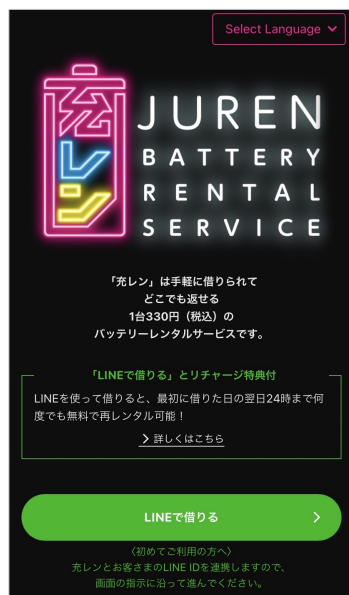 Select Language
充レン
JUREN
BATTERY
RENTAL
SERVICE
「充レン」は手軽に借りられて
どこでも返せる
1台330円（税込）の
バッテリーレンタルサービスです。
「LINEで借りる」とリチャージ特典付
LINEを使って借りると、最初に借りた日の翌日24時まで何
度でも無料で再レンタル可能！
詳しくはこちら
LINEで借りる
〈初めてご利用の方へ〉
充レンとお客さまのLINE IDを連携しますので、
画面の指示に沿って進んでください。